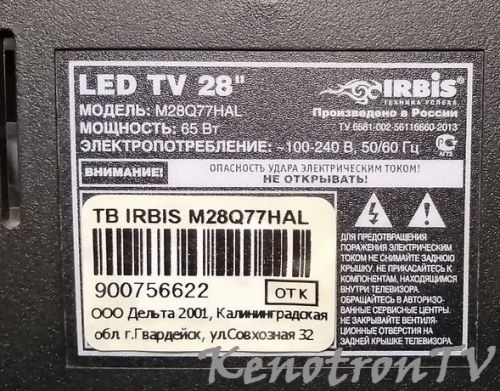 LED TV 28"
IRBIS®
ТЕХНИКА УСПЕХА
МОДЕЛЬ: M28Q77HAL
Произведено в России
МОЩНОСТЬ: 65 Вт
ТУ 6581-002-56116660-2013
ЭЛЕКТРОПОТРЕБЛЕНИЕ: ~100-240 В, 50/60 Гц
ВНИМАНИЕ!
ОПАСНОСТЬ УДАРА ЭЛЕКТРИЧЕСКИМ ТОКОМ!
НЕ ОТКРЫВАТЬ!
ТВ IRBIS M28Q77HAL
900756622
ОТК
ООО Дельта 2001, Калининградская
обл г.Гвардейск, ул.Совхозная 32
ДЛЯ ПРЕДОТВРАЩЕНИЯ
ПОРАЖЕНИЯ ЭЛЕКТРИЧЕСКИМ
ТОКОМ НЕ СНИМАЙТЕ ЗАДНЮЮ
КРЫШКУ. НЕ ПРИКАСАЙТЕСЬ К
КОМПОНЕНТАМ, НАХОДЯЩИМСЯ
ВНУТРИ ТЕЛЕВИЗОРА.
ОБРАЩАЙТЕСЬ В АВТОРИЗО-
ВАННЫЕ СЕРВИСНЫЕ ЦЕНТРЫ.
НЕ ЗАКРЫВАЙТЕ ВЕНТИЛЯ-
ЦИОННЫЕ ОТВЕРСТИЯ НА
ЗАДНЕЙ КРЫШКЕ ТЕЛЕВИЗОРА
KenotronTV